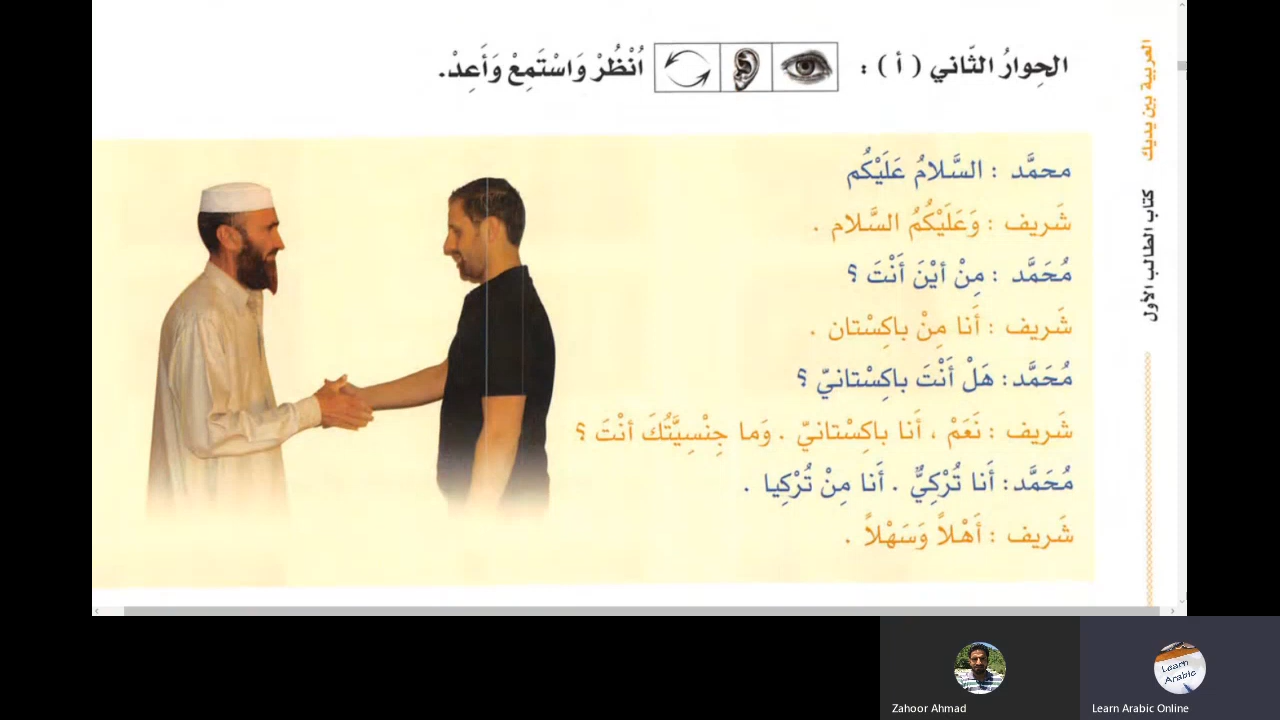 الحِوارُ الثّاني ( أ ) : اُنْظُرْ وَاسْتَمِعْ وَأَعِدْ.
محمَّد : السَّلامُ عَلَيْكُم
شَريف : وَعَلَيْكُمُ السَّلام .
مُحَمَّد : مِنْ أيْنَ أَنْتَ ؟
شَريف : أَنا مِنْ باكِسْتان .
مُحَمَّد : هَلْ أَنْتَ باكِسْتانيّ ؟
شَريف : نَعَمْ ، أَنا باكِسْتانيّ . وَما جِنْسِيَّتُكَ أنْتَ ؟
مُحَمَّد : أَنا تُرْكِيٌّ . أَنا مِنْ تُرْكِيا .
شَريف : أَهْلاً وَسَهْلاً .
العربية بين يديك
كتاب الطالب الأول
Learn
Arabic
Zahoor Ahmad
Learn Arabic Online